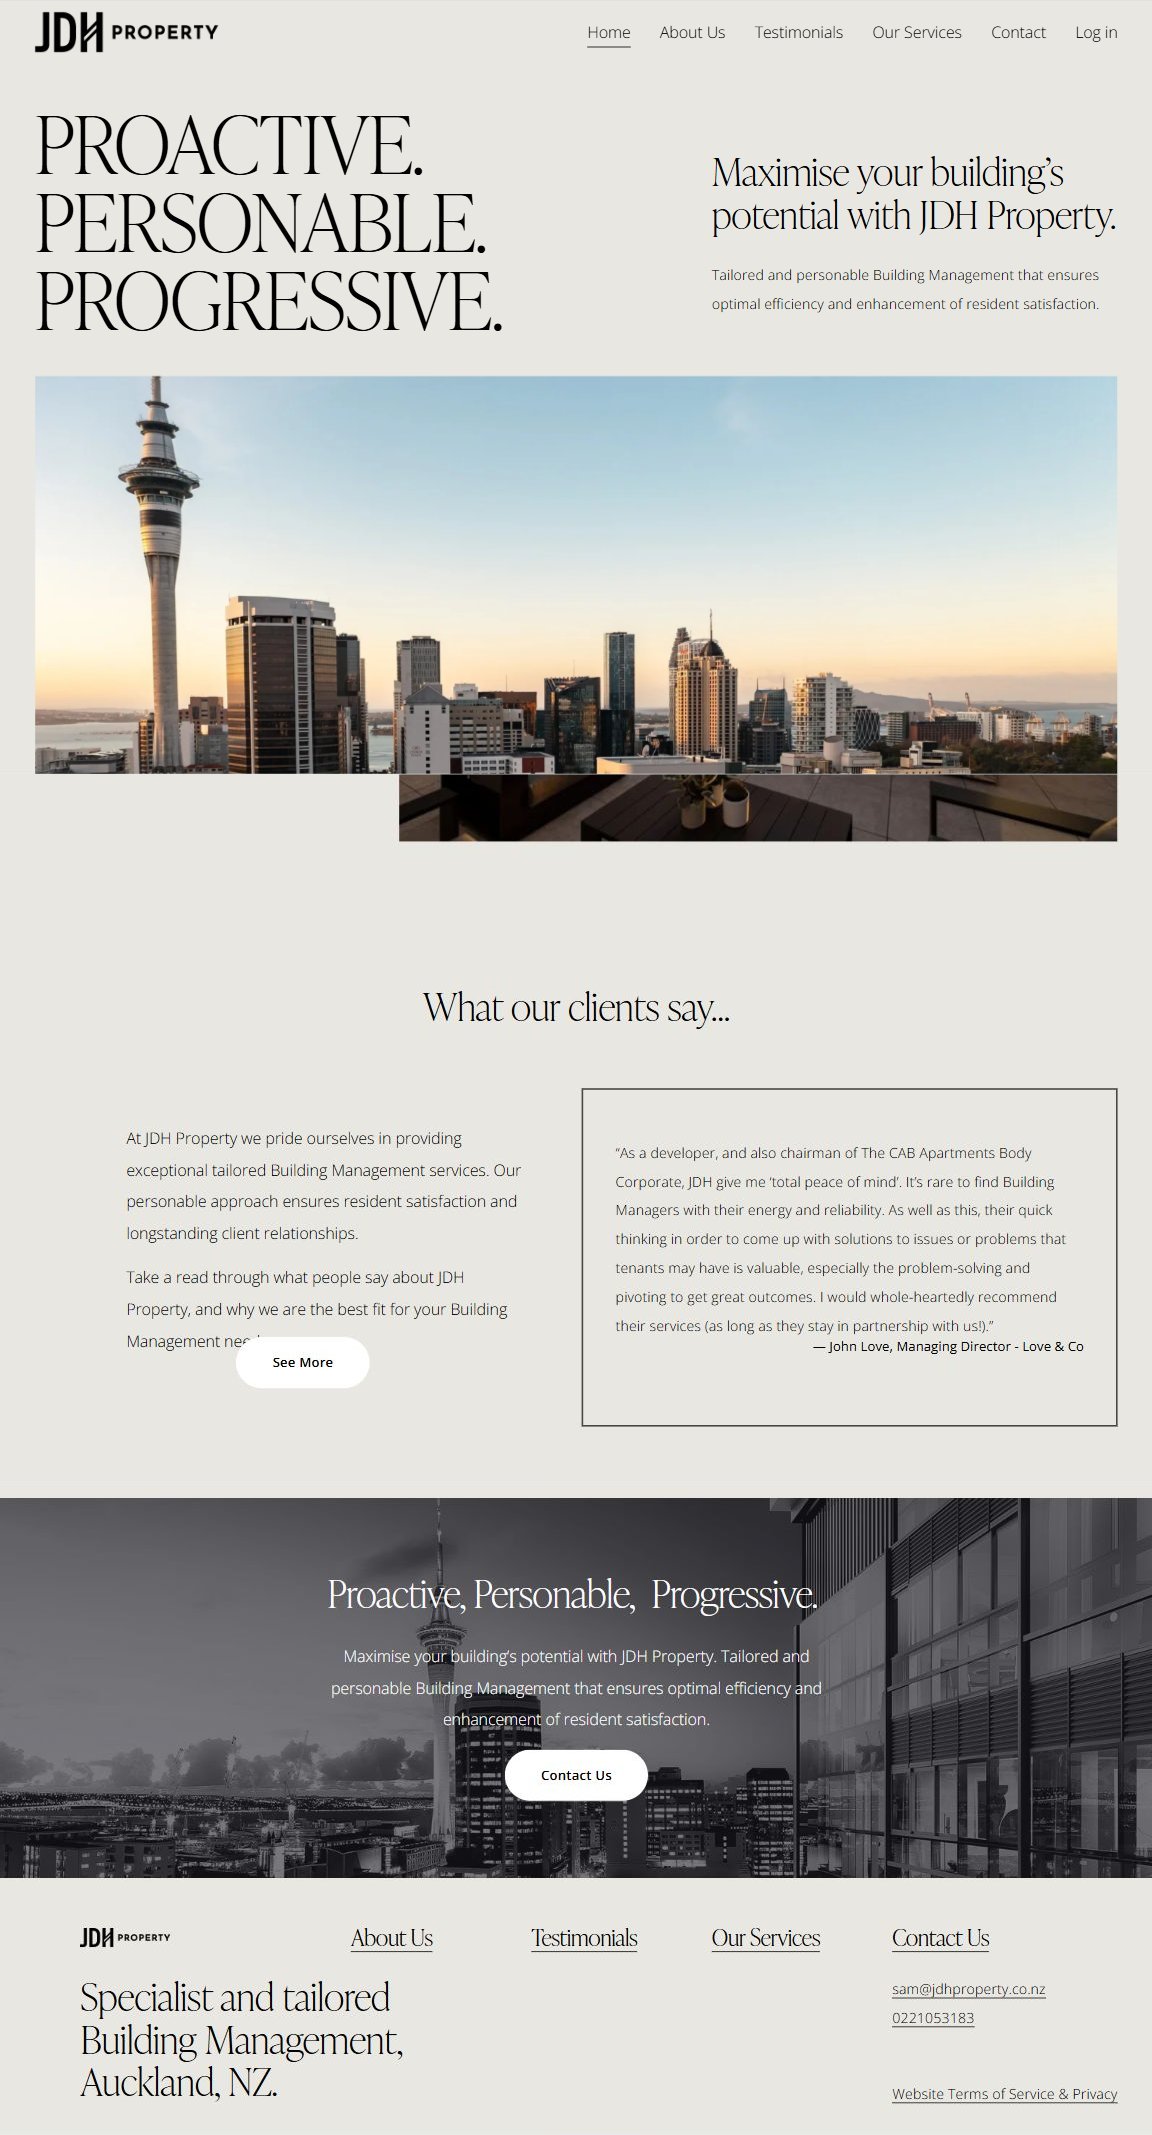 JDH PROPERTY
Home
About Us
Testimonials
Our Services
Contact
Log in
PROACTIVE.
PERSONABLE.
PROGRESSIVE.
Maximise your building’s
potential with JDH Property.
Tailored and personable Building Management that ensures
optimal efficiency and enhancement of resident satisfaction.
What our clients say...
At JDH Property we pride ourselves in providing
exceptional tailored Building Management services. Our
personable approach ensures resident satisfaction and
longstanding client relationships.
Take a read through what people say about JDH
Property, and why we are the best fit for your Building
Management
See More
“As a developer, and also chairman of The CAB Apartments Body
Corporate, JDH give me ‘total peace of mind’. It’s rare to find Building
Managers with their energy and reliability. As well as this, their quick
thinking in order to come up with solutions to issues or problems that
tenants may have is valuable, especially the problem-solving and
pivoting to get great outcomes. I would whole-heartedly recommend
their services (as long as they stay in partnership with us!).”
— John Love, Managing Director - Love & Co
Proactive, Personable, Progressive.
Maximise your building’s potential with JDH Property. Tailored and
personable Building Management that ensures optimal efficiency and
enhancement of resident satisfaction.
Contact Us
JDH PROPERTY
Specialist and tailored
Building Management,
Auckland, NZ.
About Us
Testimonials
Our Services
Contact Us
sam@jdhproperty.co.nz
0221053183
Website Terms of Service & Privacy